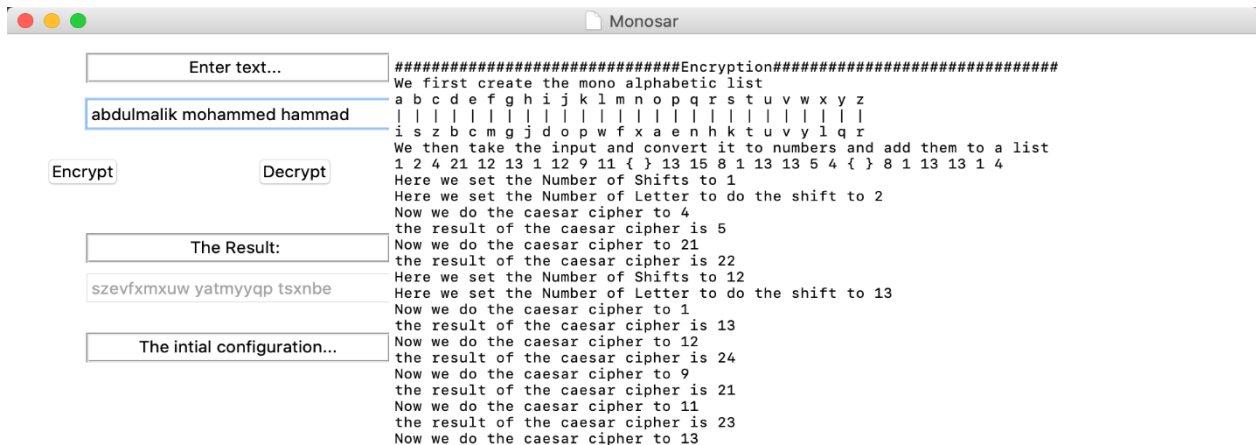 Monosar
Enter text...
abdulmalik mohammed hammad
Encrypt
Decrypt
The Result:
szevfxmxuw yatmyyqp tsxnbe
The intial configuration...
###############################Encryption###############################
We first create the mono alphabetic list
a b c d e f g h i j k l m n o p q r s t u v w x y z
| | | | | | | | | | | | | | | | | | | | | | | | | |
i s z b c m g j d o p w f x a e n h k t u v y l q r
We then take the input and convert it to numbers and add them to a list
1 2 4 21 12 13 1 12 9 11 { } 13 15 8 1 13 13 5 4 { } 8 1 13 13 1 4
Here we set the Number of Shifts to 1
Here we set the Number of Letter to do the shift to 2
Now we do the caesar cipher to 4
the result of the caesar cipher is 5
Now we do the caesar cipher to 21
the result of the caesar cipher is 22
Here we set the Number of Shifts to 12
Here we set the Number of Letter to do the shift to 13
Now we do the caesar cipher to 1
the result of the caesar cipher is 13
Now we do the caesar cipher to 12
the result of the caesar cipher is 24
Now we do the caesar cipher to 9
the result of the caesar cipher is 21
Now we do the caesar cipher to 11
the result of the caesar cipher is 23
Now we do the caesar cipher to 13